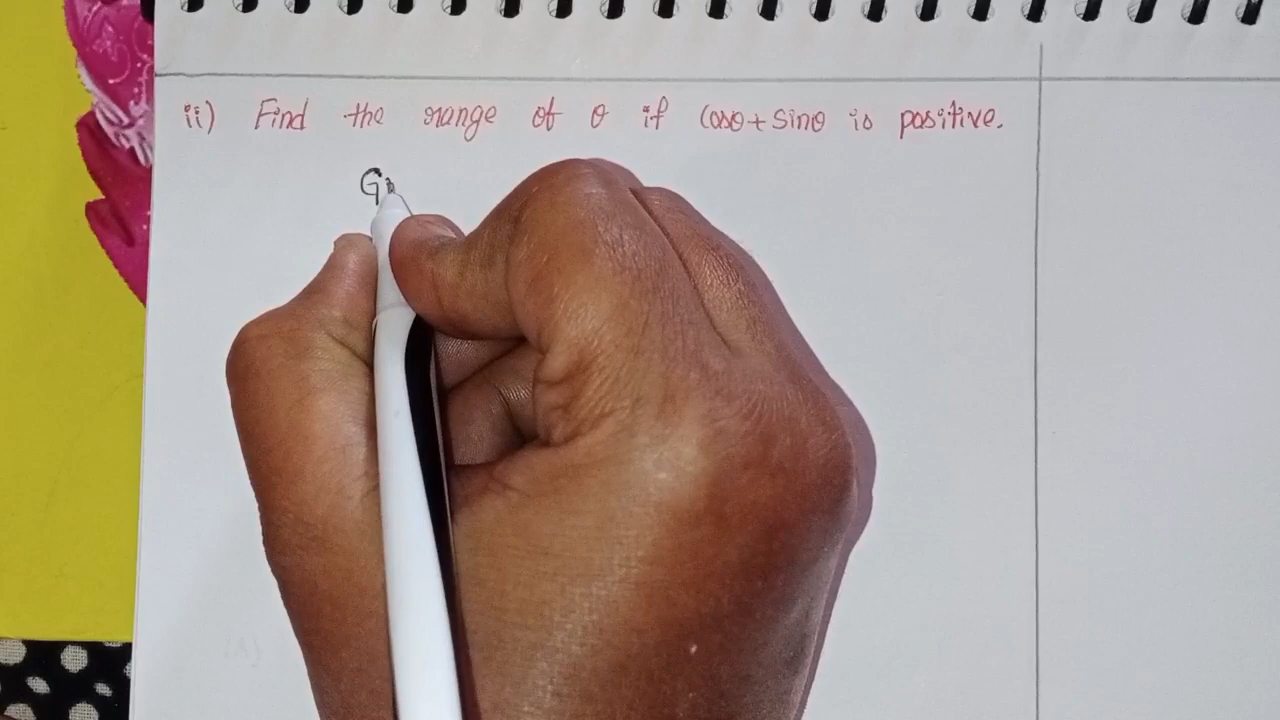 ii) Find the range of θ if Cosθ + Sinθ is positive.